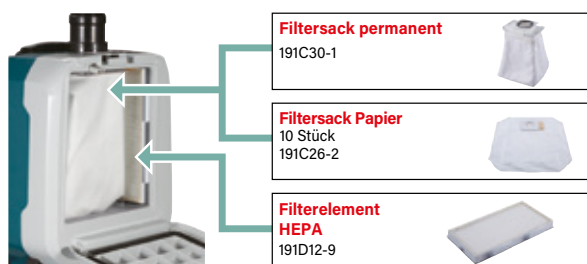 Filtersack permanent
191C30-1
Filtersack Papier
10 Stück
191C26-2
Filterelement
HEPA
191D12-9